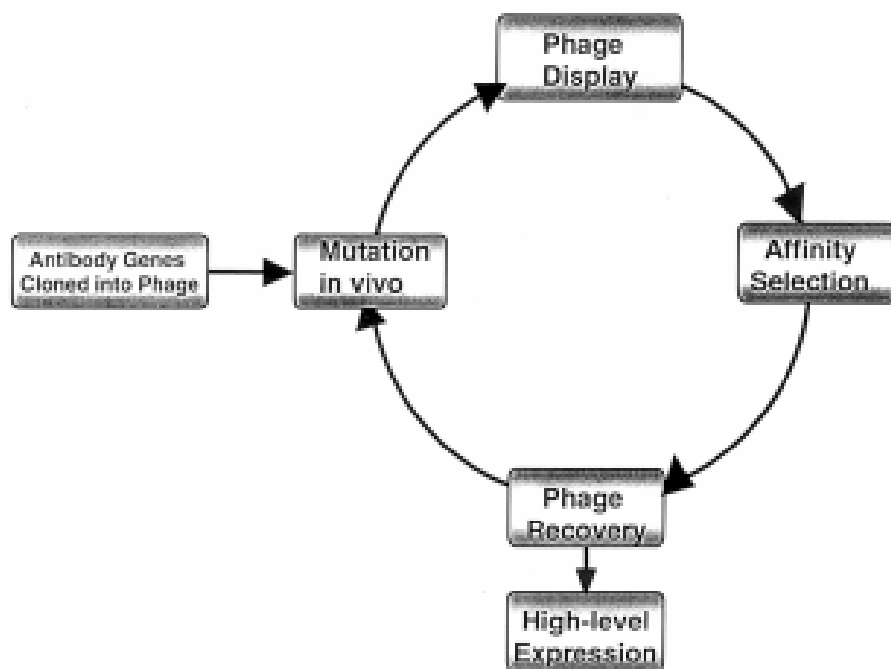 Phage
Display
Antibody Genes
Cloned into Phage
Mutation
in vivo
Affinity
Selection
Phage
Recovery
High-level
Expression